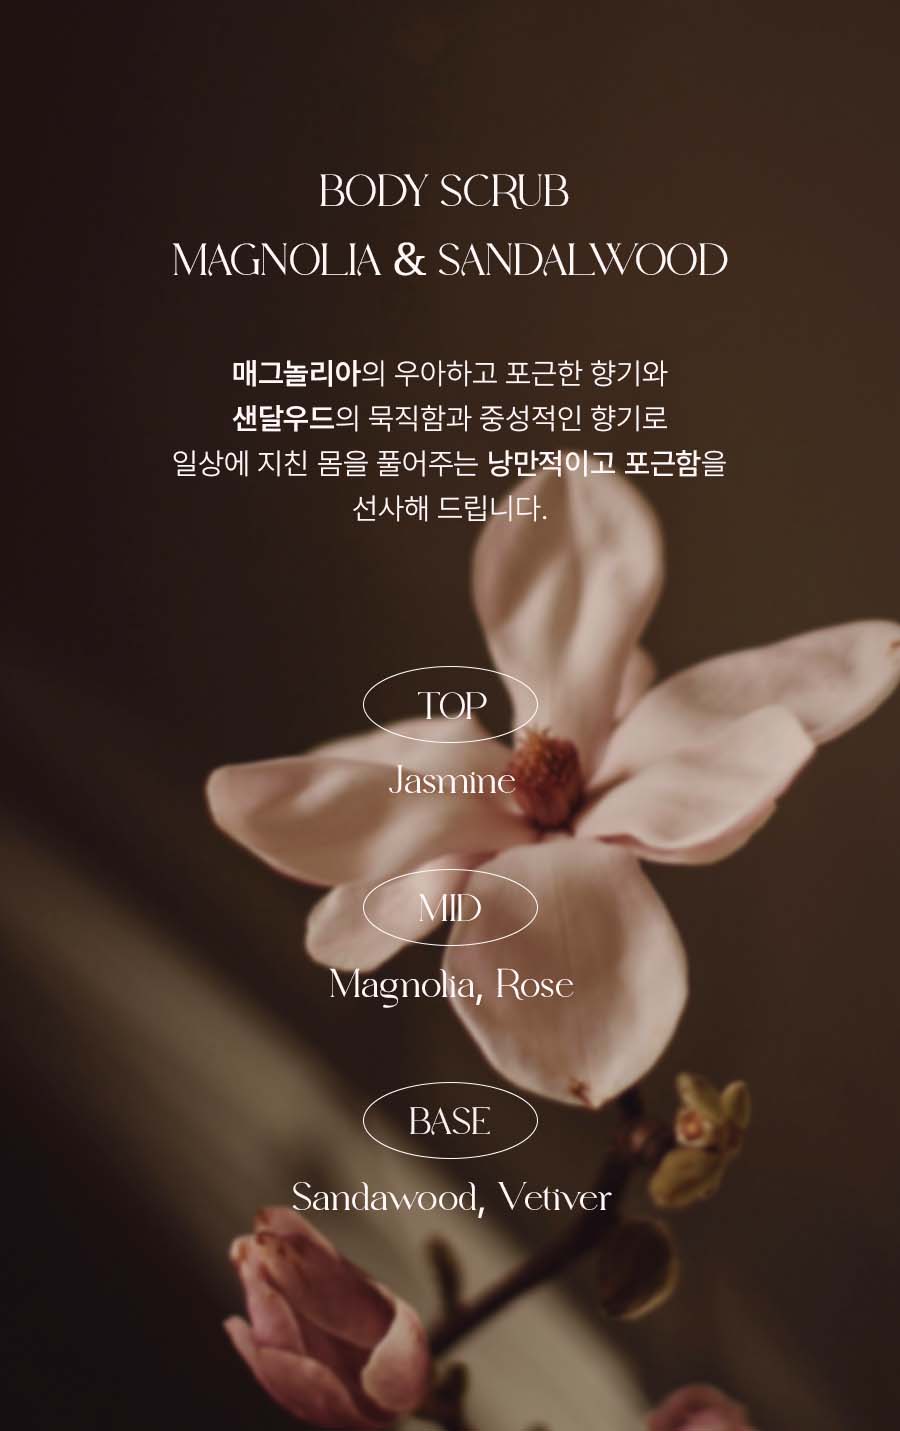 BODY SCRUB
MAGNOLIA & SANDALWOOD
매그놀리아의 우아하고 포근한 향기와
샌달우드의 묵직함과 중성적인 향기로
일상에 지친 몸을 풀어주는 낭만적이고 포근함을
선사해 드립니다.
TOP
Jasmine
MID
Magnolia, Rose
BASE
Sandawood, Vetiver